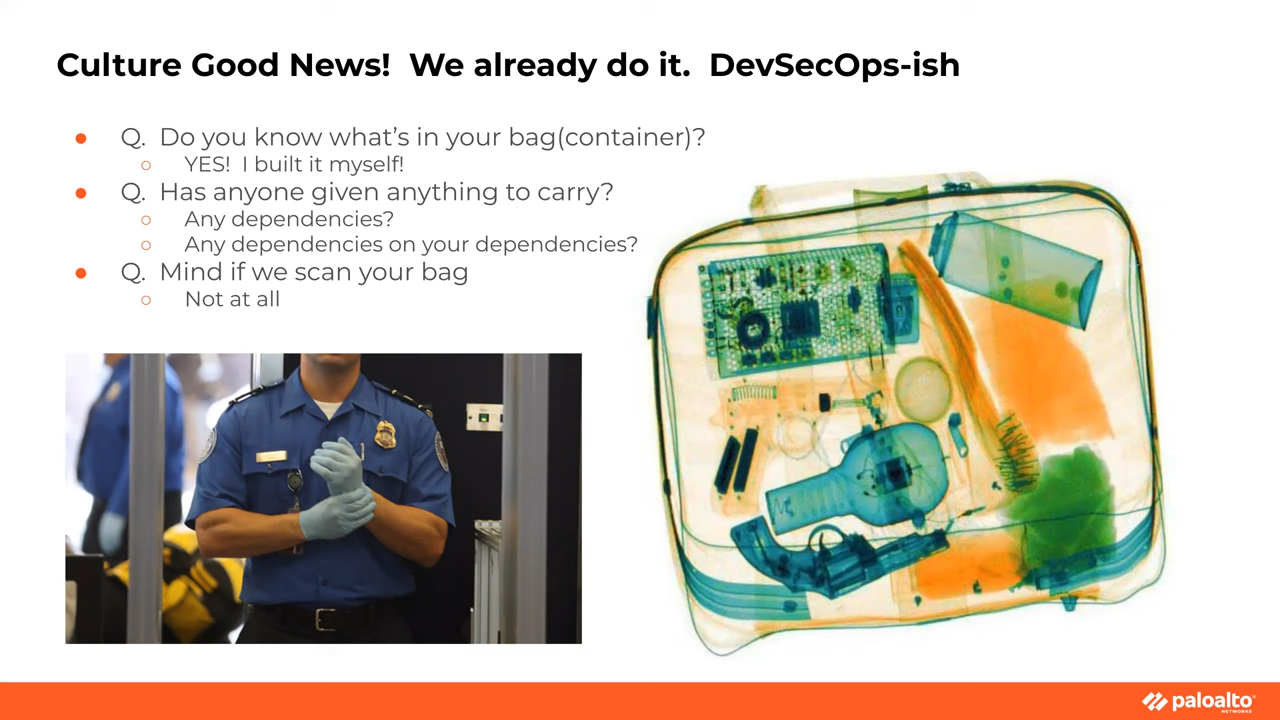 Culture Good News! We already do it. DevSecOps-ish
Q. Do you know what's in your bag(container)?
YES! I built it myself!
Q. Has anyone given anything to carry?
Any dependencies?
Any dependencies on your dependencies?
Q. Mind if we scan your bag
Not at all
paloalto
NETWORKS